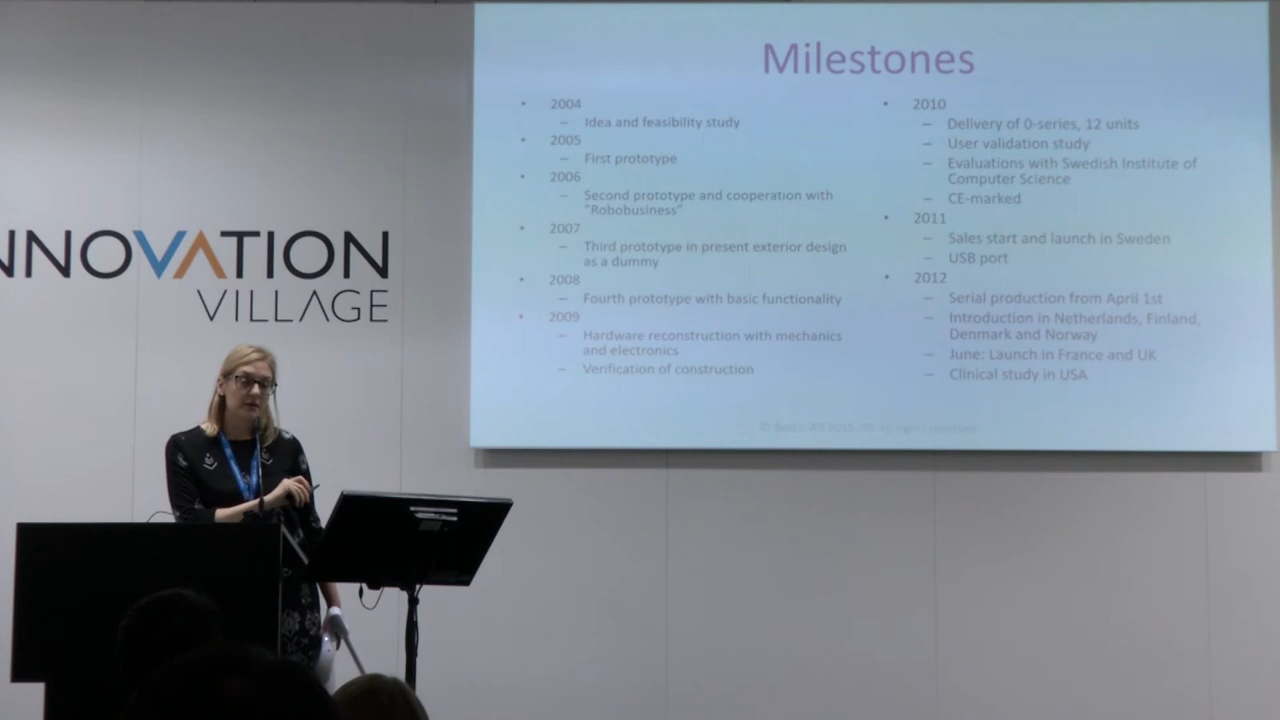 NNOVATION
VILLAGE
Milestones
• 2004
– Idea and feasibility study
• 2005
– First prototype
• 2006
– Second prototype and cooperation with
"Robobusiness"
• 2007
– Third prototype in present exterior design
as a dummy
• 2008
– Fourth prototype with basic functionality
• 2009
– Hardware reconstruction with mechanics
and electronics
– Verification of construction
• 2010
– Delivery of 0-series, 12 units
– User validation study
– Evaluations with Swedish Institute of
Computer Science
– CE-marked
• 2011
– Sales start and launch in Sweden
– USB port
• 2012
– Serial production from April 1st
– Introduction in Netherlands, Finland,
Denmark and Norway
– June: Launch in France and UK
– Clinical study in USA
All rights reserved